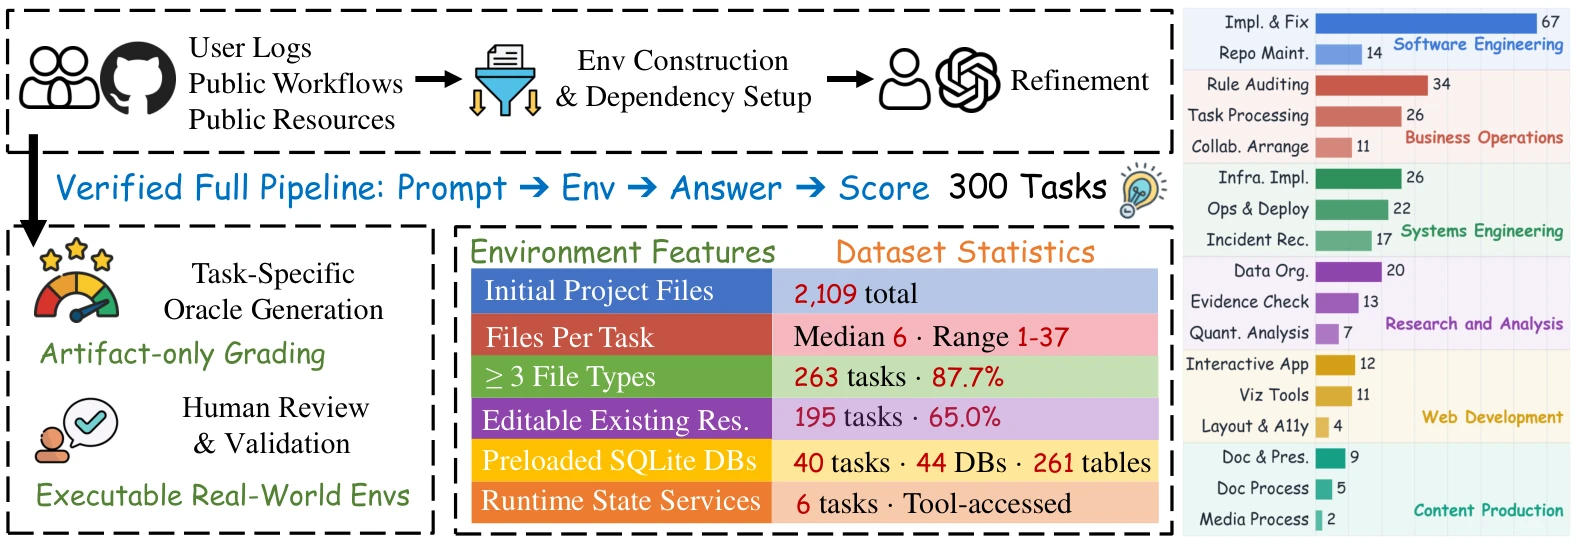 User Logs
Public Workflows
Public Resources
Env Construction
& Dependency Setup
Refinement
Verified Full Pipeline: Prompt → Env → Answer → Score 300 Tasks
Task-Specific
Oracle Generation
Artifact-only Grading
Human Review
& Validation
Executable Real-World Envs
Environment Features Dataset Statistics
Initial Project Files 2,109 total
Files Per Task Median 6 · Range 1-37
≥ 3 File Types 263 tasks · 87.7%
Editable Existing Res. 195 tasks · 65.0%
Preloaded SQLite DBs 40 tasks · 44 DBs · 261 tables
Runtime State Services 6 tasks · Tool-accessed
Impl. & Fix 67
Software Engineering
Repo Maint. 14
Rule Auditing 34
Task Processing 26
Business Operations
Collab. Arrange 11
Infra. Impl. 26
Ops & Deploy 22
Systems Engineering
Incident Rec. 17
Data Org. 20
Evidence Check 13
Research and Analysis
Quant. Analysis 7
Interactive App 12
Viz Tools 11
Web Development
Layout & A11y 4
Doc & Pres. 9
Doc Process 5
Content Production
Media Process 2